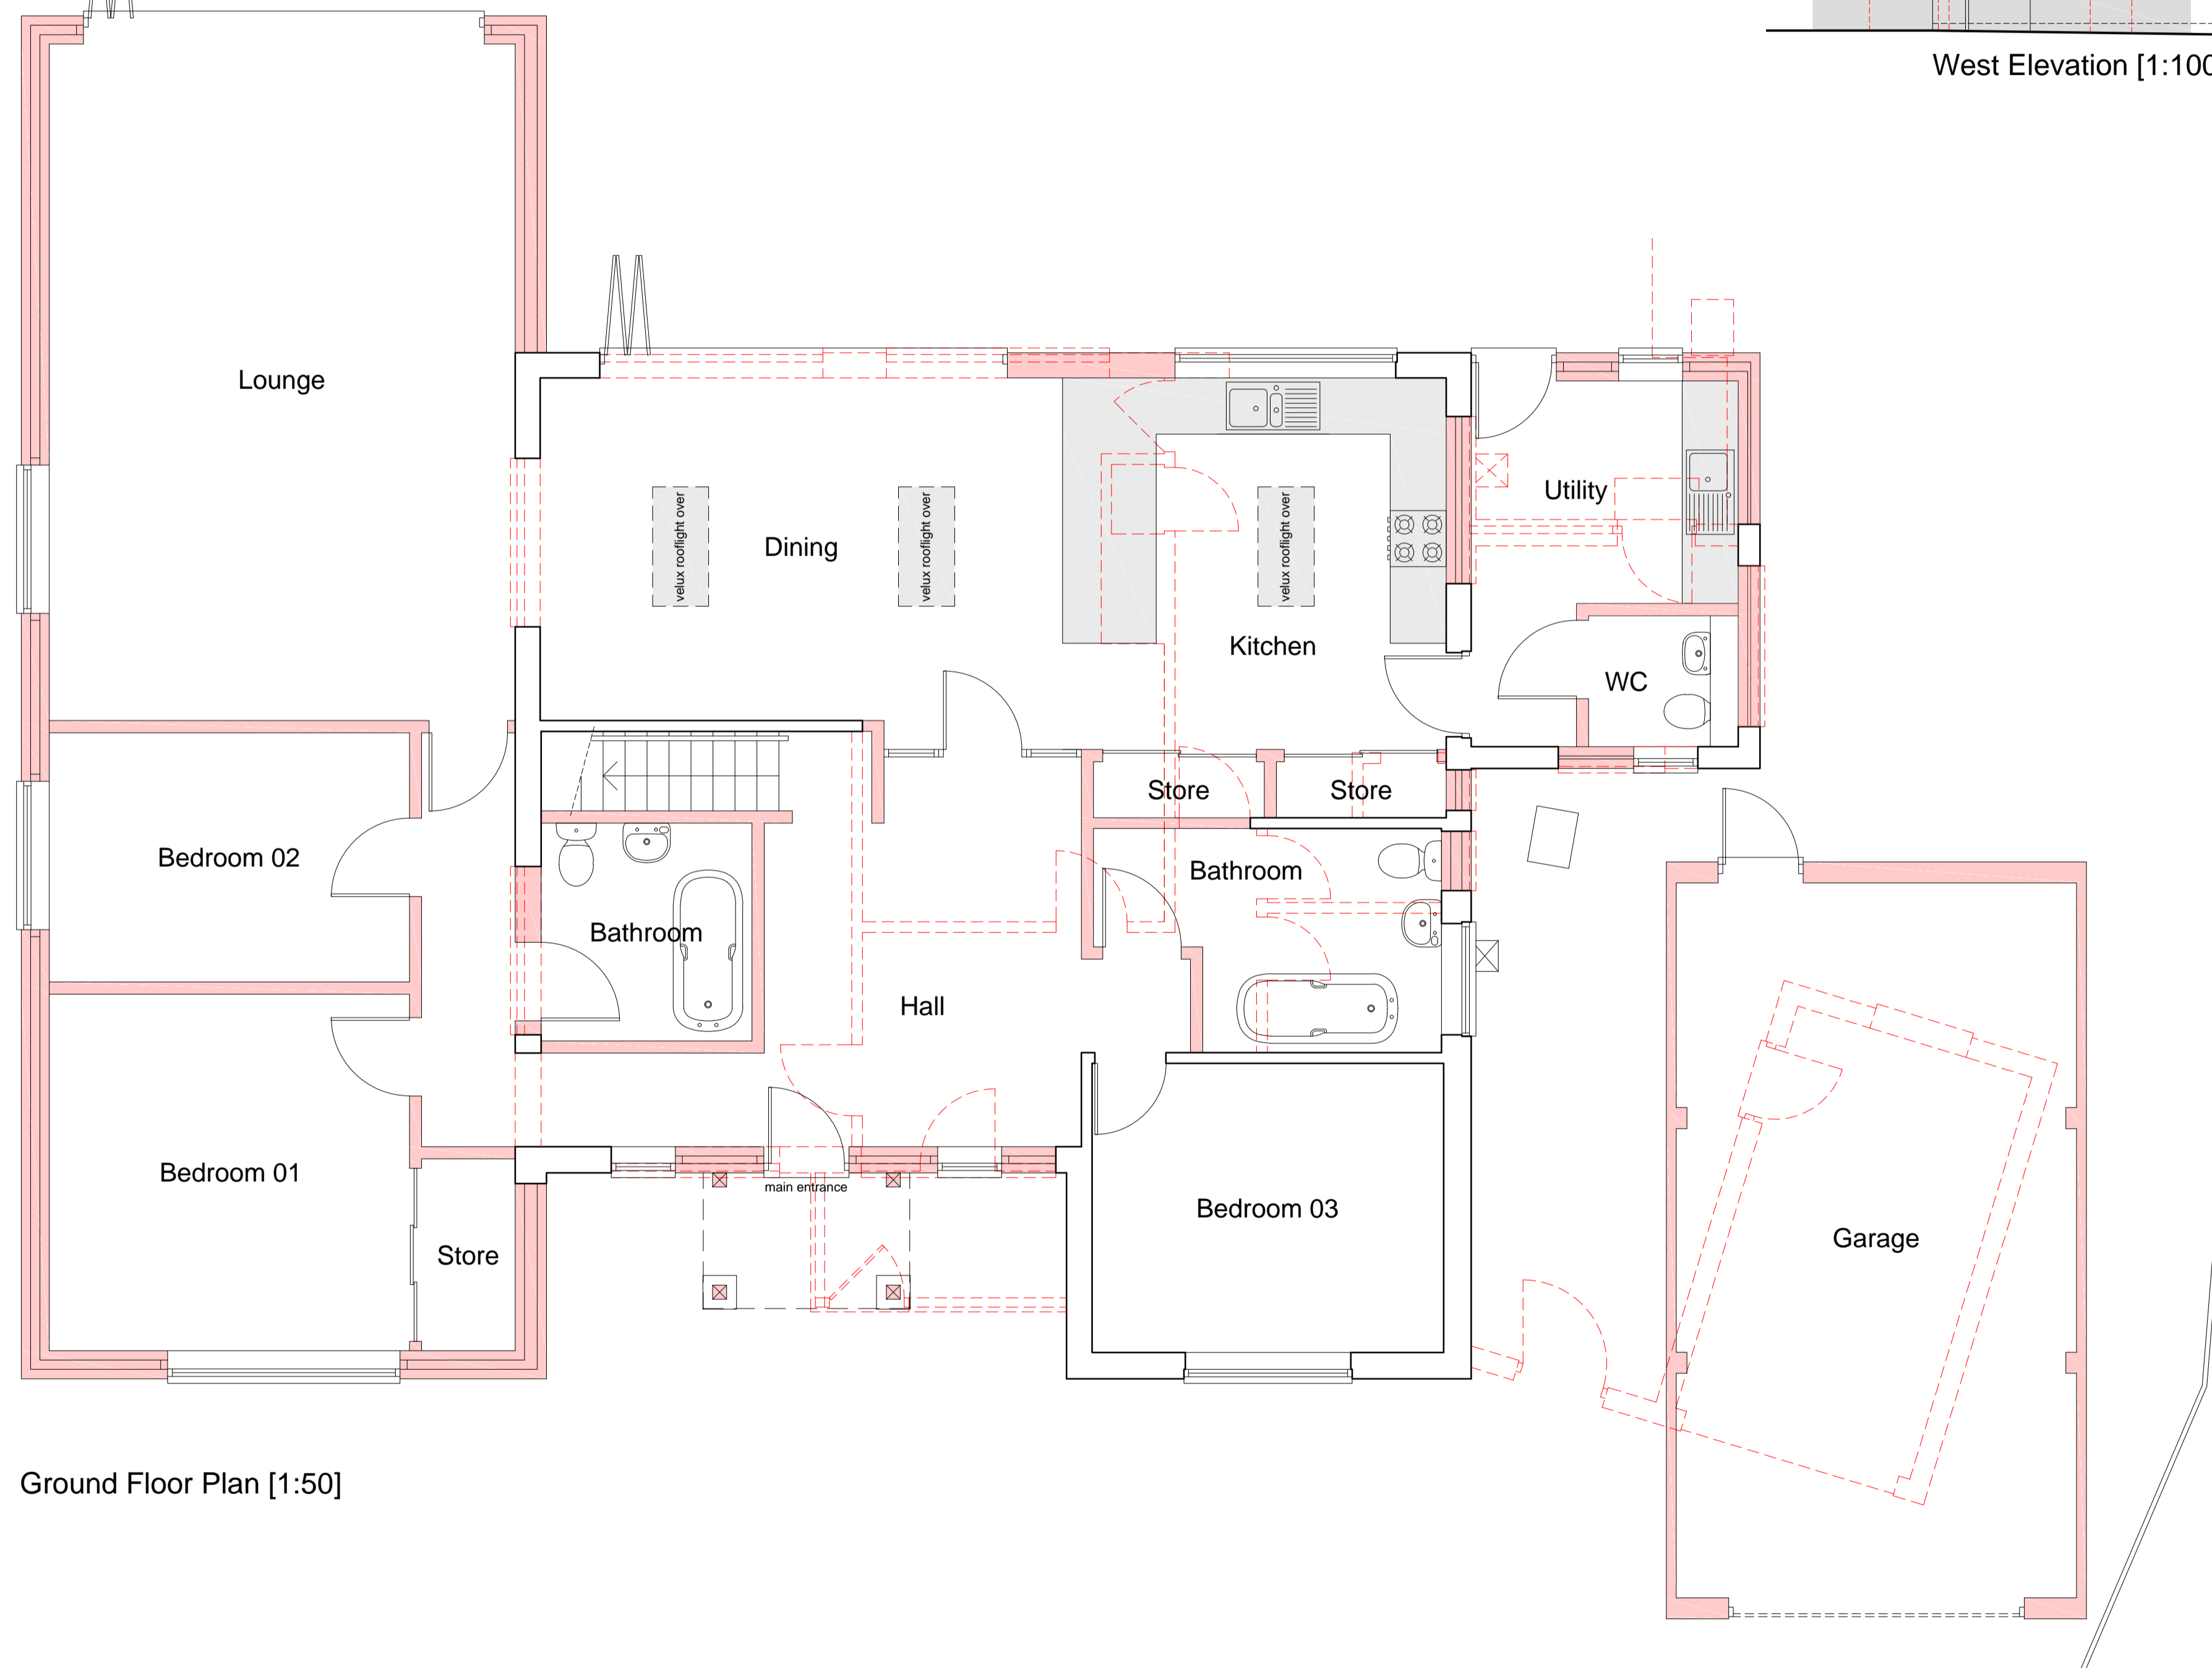 West Elevation [1:100
Lounge
velux rooflight over
Dining
velux rooflight over
velux rooflight over
Kitchen
Utility
WC
Store
Store
Bedroom 02
Bathroom
Bathroom
Hall
Bedroom 01
main entrance
Bedroom 03
Store
Garage
Ground Floor Plan [1:50]